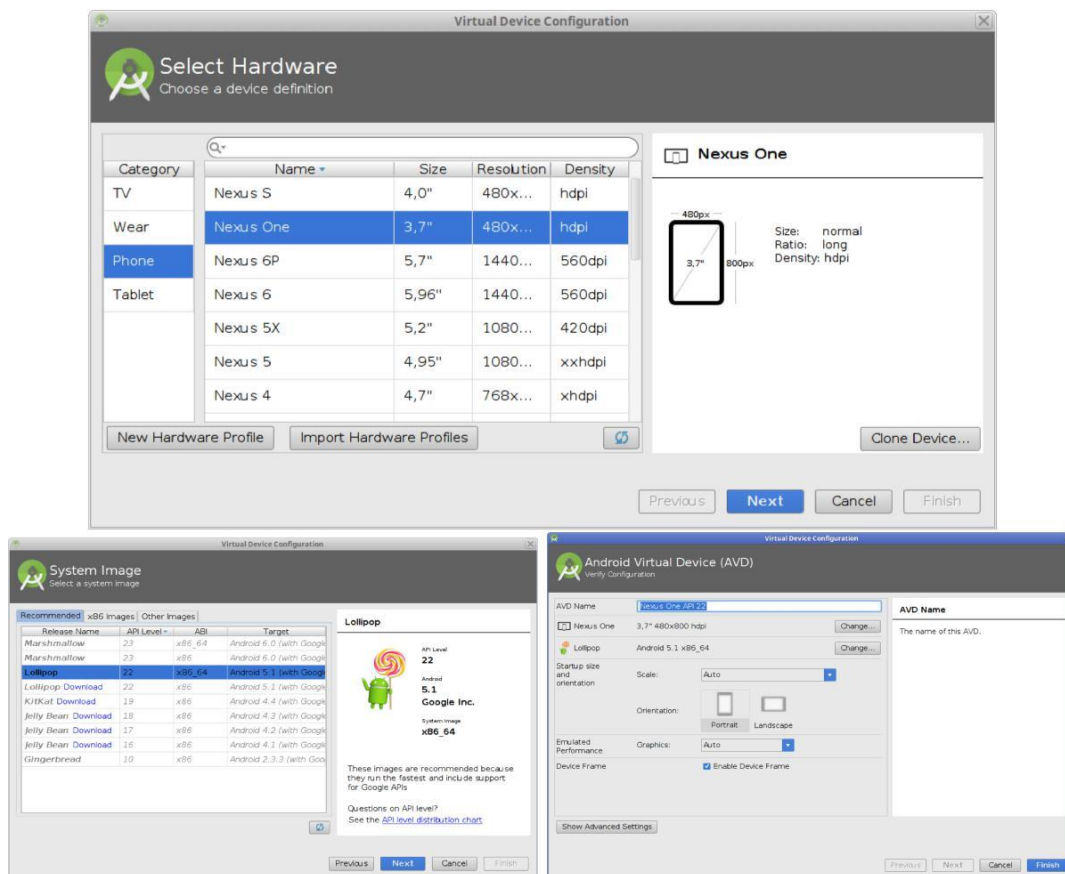 Virtual Device Configuration
Select Hardware
Choose a device definition
Category
TV
Wear
Phone
Tablet
Name Size Resolution Density
Nexus S 4,0" 480x... hdpi
Nexus One 3,7" 480x... hdpi
Nexus 6P 5,7" 1440... 560dpi
Nexus 6 5,96" 1440... 560dpi
Nexus 5X 5,2" 1080... 420dpi
Nexus 5 4,95" 1080... xxhdpi
Nexus 4 4,7" 768x... xhdpi
New Hardware Profile Import Hardware Profiles
Nexus One
480px
3,7" 800px
Size: normal
Ratio: long
Density: hdpi
Clone Device...
Previous Next Cancel Finish
Virtual Device Configuration
System Image
Select a system image
Recommended x86 Images Other Images
Release Name API Level ABI Target
Marshmallow 23 x86_64 Android 6.0 (with Google
Marshmallow 23 x86 Android 6.0 (with Google
Lollipop 22 x86_64 Android 5.1 (with Googl
Lollipop Download 22 x86 Android 5.1 (with Google
KitKat Download 19 x86 Android 4.4 (with Google
Jelly Bean Download 18 x86 Android 4.3 (with Google
Jelly Bean Download 17 x86 Android 4.2 (with Google
Jelly Bean Download 16 x86 Android 4.1 (with Google
Gingerbread 10 x86 Android 2.3.3 (with Goo
Lollipop
API Level
22
Android
5.1
Google Inc.
System Image
x86_64
These images are recommended because
they run the fastest and include support
for Google APIs
Questions on API level?
See the API level distribution chart
Previous Next Cancel Finish
Virtual Device Configuration
Android Virtual Device (AVD)
Verify Configuration
AVD Name Nexus One API 22
Nexus One 3,7" 480x800 hdpi Change...
Lollipop Android 5.1 x86_64 Change...
Startup size
and
orientation
Scale: Auto
Orientation:
Portrait Landscape
Emulated
Performance
Graphics: Auto
Device Frame Enable Device Frame
Show Advanced Settings
AVD Name
The name of this AVD.
Previous Next Cancel Finish